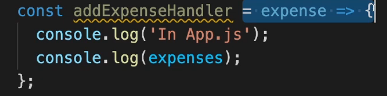 const addExpenseHandler = expense => {
console.log('In App.js');
console.log(expenses);
};